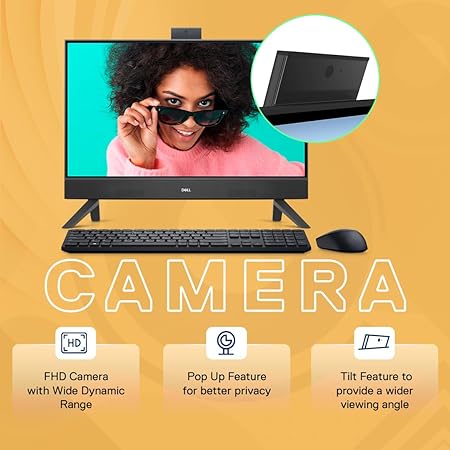 DELL
CAMERA
HD
FHD Camera
with Wide Dynamic
Range
Pop Up Feature
for better privacy
Tilt Feature to
provide a wider
viewing angle